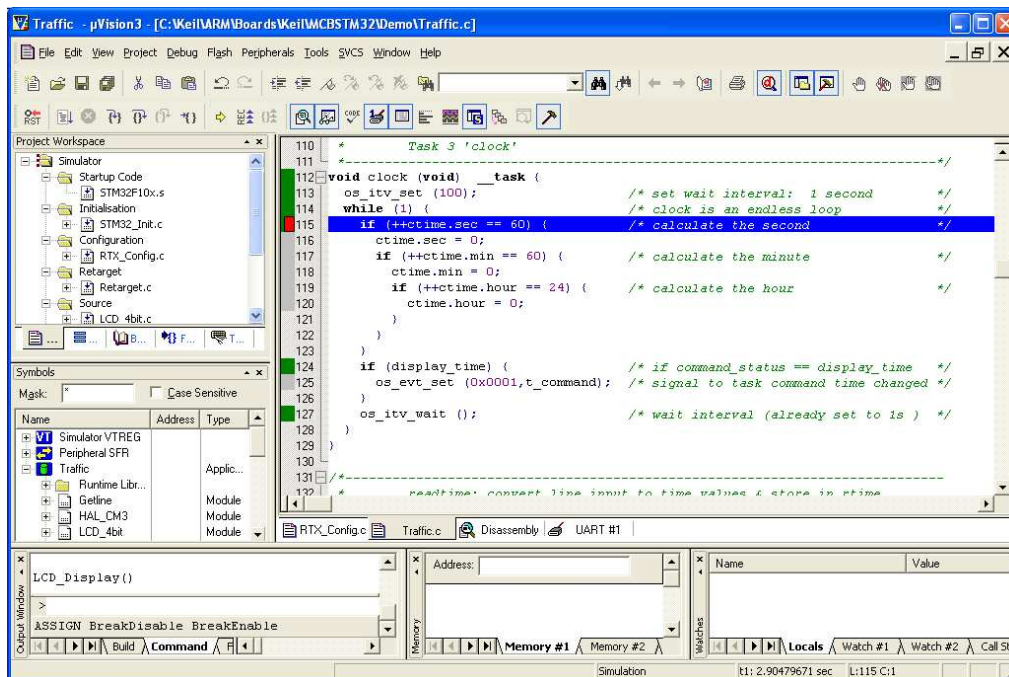 Traffic - µVision3 - [C:\Keil\ARM\Boards\Keil\MCBSTM32\Demo\Traffic.c]
File Edit View Project Debug Flash Peripherals Tools SVCS Window Help
RST
CODE
Project Workspace
Simulator
Startup Code
STM32F10x.s
Initialisation
STM32_Init.c
Configuration
RTX_Config.c
Retarget
Retarget.c
Source
LCD_4bit.c
... ... B... F... T...
Symbols
Mask: * Case Sensitive
Name Address Type
Simulator VTREG
Peripheral SFR
Traffic Applic...
Runtime Libr...
Getline Module
HAL_CM3 Module
LCD_4bit Module
110 * Task 3 'clock'
111 *---------------------------------------------------------------------------*/
112 void clock (void) __task {
113 os_itv_set (100); /* set wait interval: 1 second */
114 while (1) { /* clock is an endless loop */
115 if (++ctime.sec == 60) { /* calculate the second */
116 ctime.sec = 0;
117 if (++ctime.min == 60) { /* calculate the minute */
118 ctime.min = 0;
119 if (++ctime.hour == 24) { /* calculate the hour */
120 ctime.hour = 0;
121 }
122 }
123 }
124 if (display_time) { /* if command_status == display_time */
125 os_evt_set (0x0001,t_command); /* signal to task command time changed */
126 }
127 os_itv_wait (); /* wait interval (already set to 1s ) */
128 }
129 }
130
131 /*----------------------------------------------------------------------------
132 * readtime: convert line input to time values & store in rtime
RTX_Config.c Traffic.c Disassembly UART #1
Output Window
LCD_Display()
>
ASSIGN BreakDisable BreakEnable
Build Command F
Memory
Address:
Memory #1 Memory #2
Watches
Name Value
Locals Watch #1 Watch #2 Call St
Simulation t1: 2.90479671 sec L:115 C:1